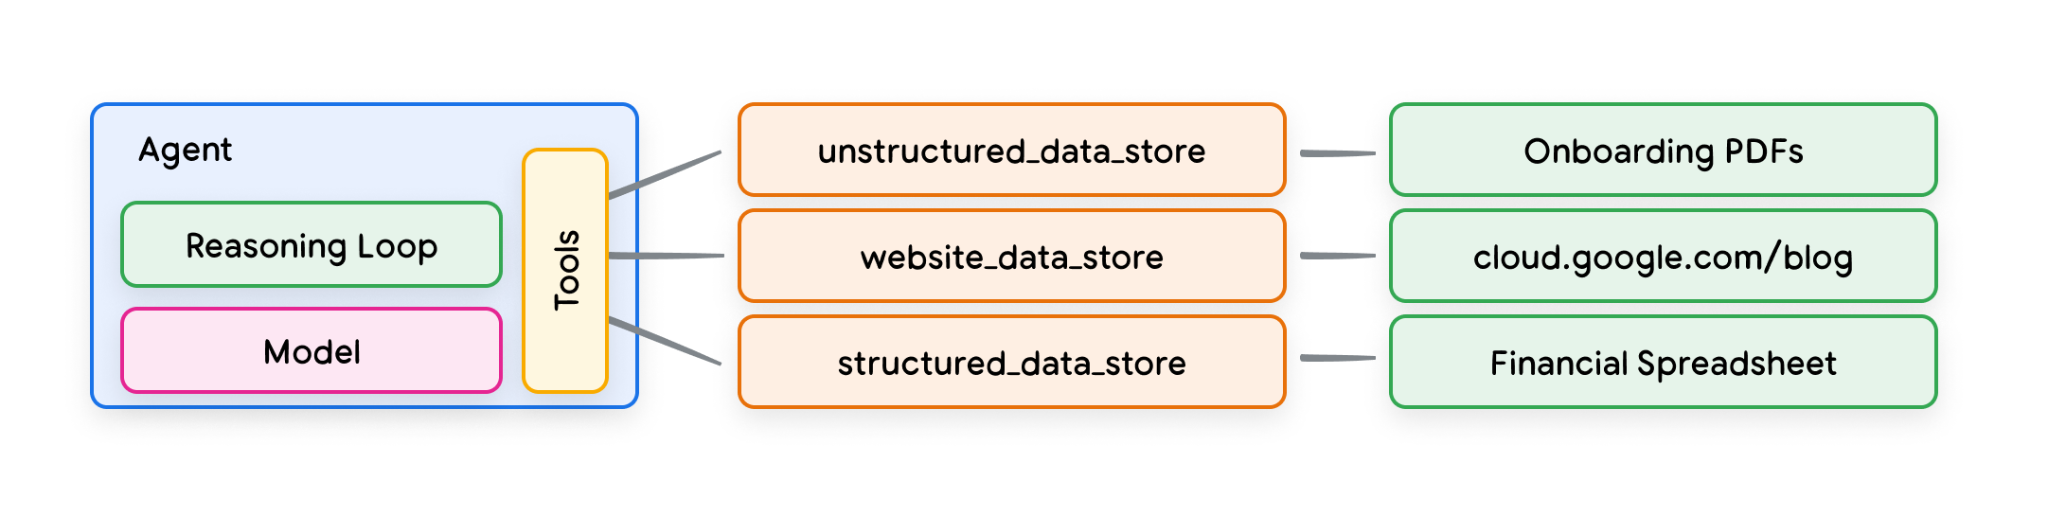 Agent
Reasoning Loop
Model
Tools
unstructured_data_store
website_data_store
structured_data_store
Onboarding PDFs
cloud.google.com/blog
Financial Spreadsheet